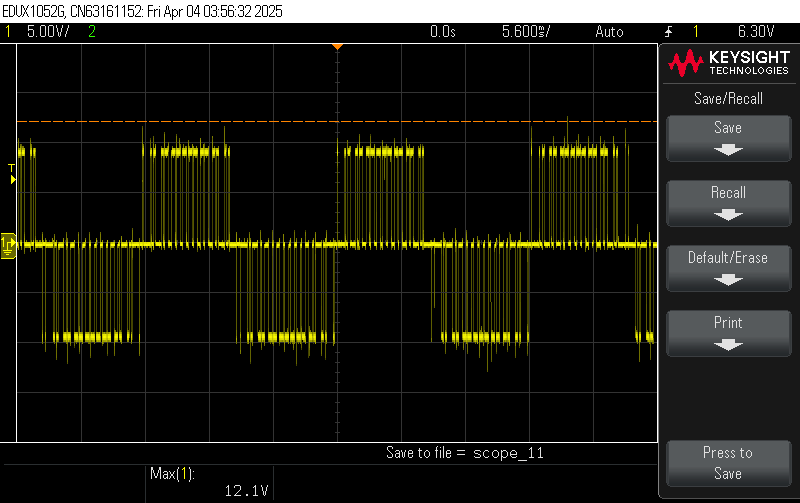 EDUX1052G, CN63161152: Fri Apr 04 03:56:32 2025
1 5.00V/ 2 0.0s 5.600ms/ Auto 1 6.30V
KEYSIGHT
TECHNOLOGIES
Save/Recall
Save
Recall
Default/Erase
Print
T
1
Save to file = scope_11
Max(1):
12.1V
Press to
Save